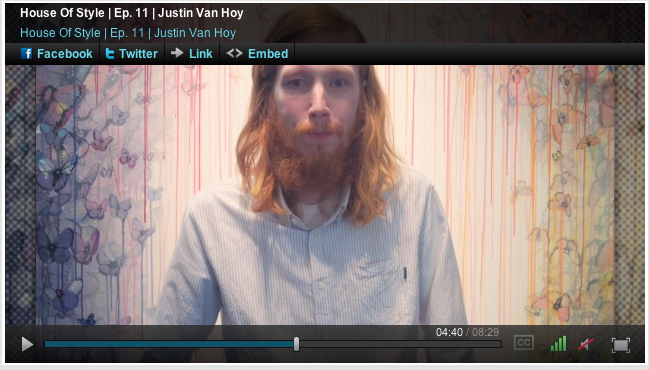 House Of Style | Ep. 11 | Justin Van Hoy
House Of Style | Ep. 11 | Justin Van Hoy
Facebook Twitter Link Embed
04:40 / 08:29
CC